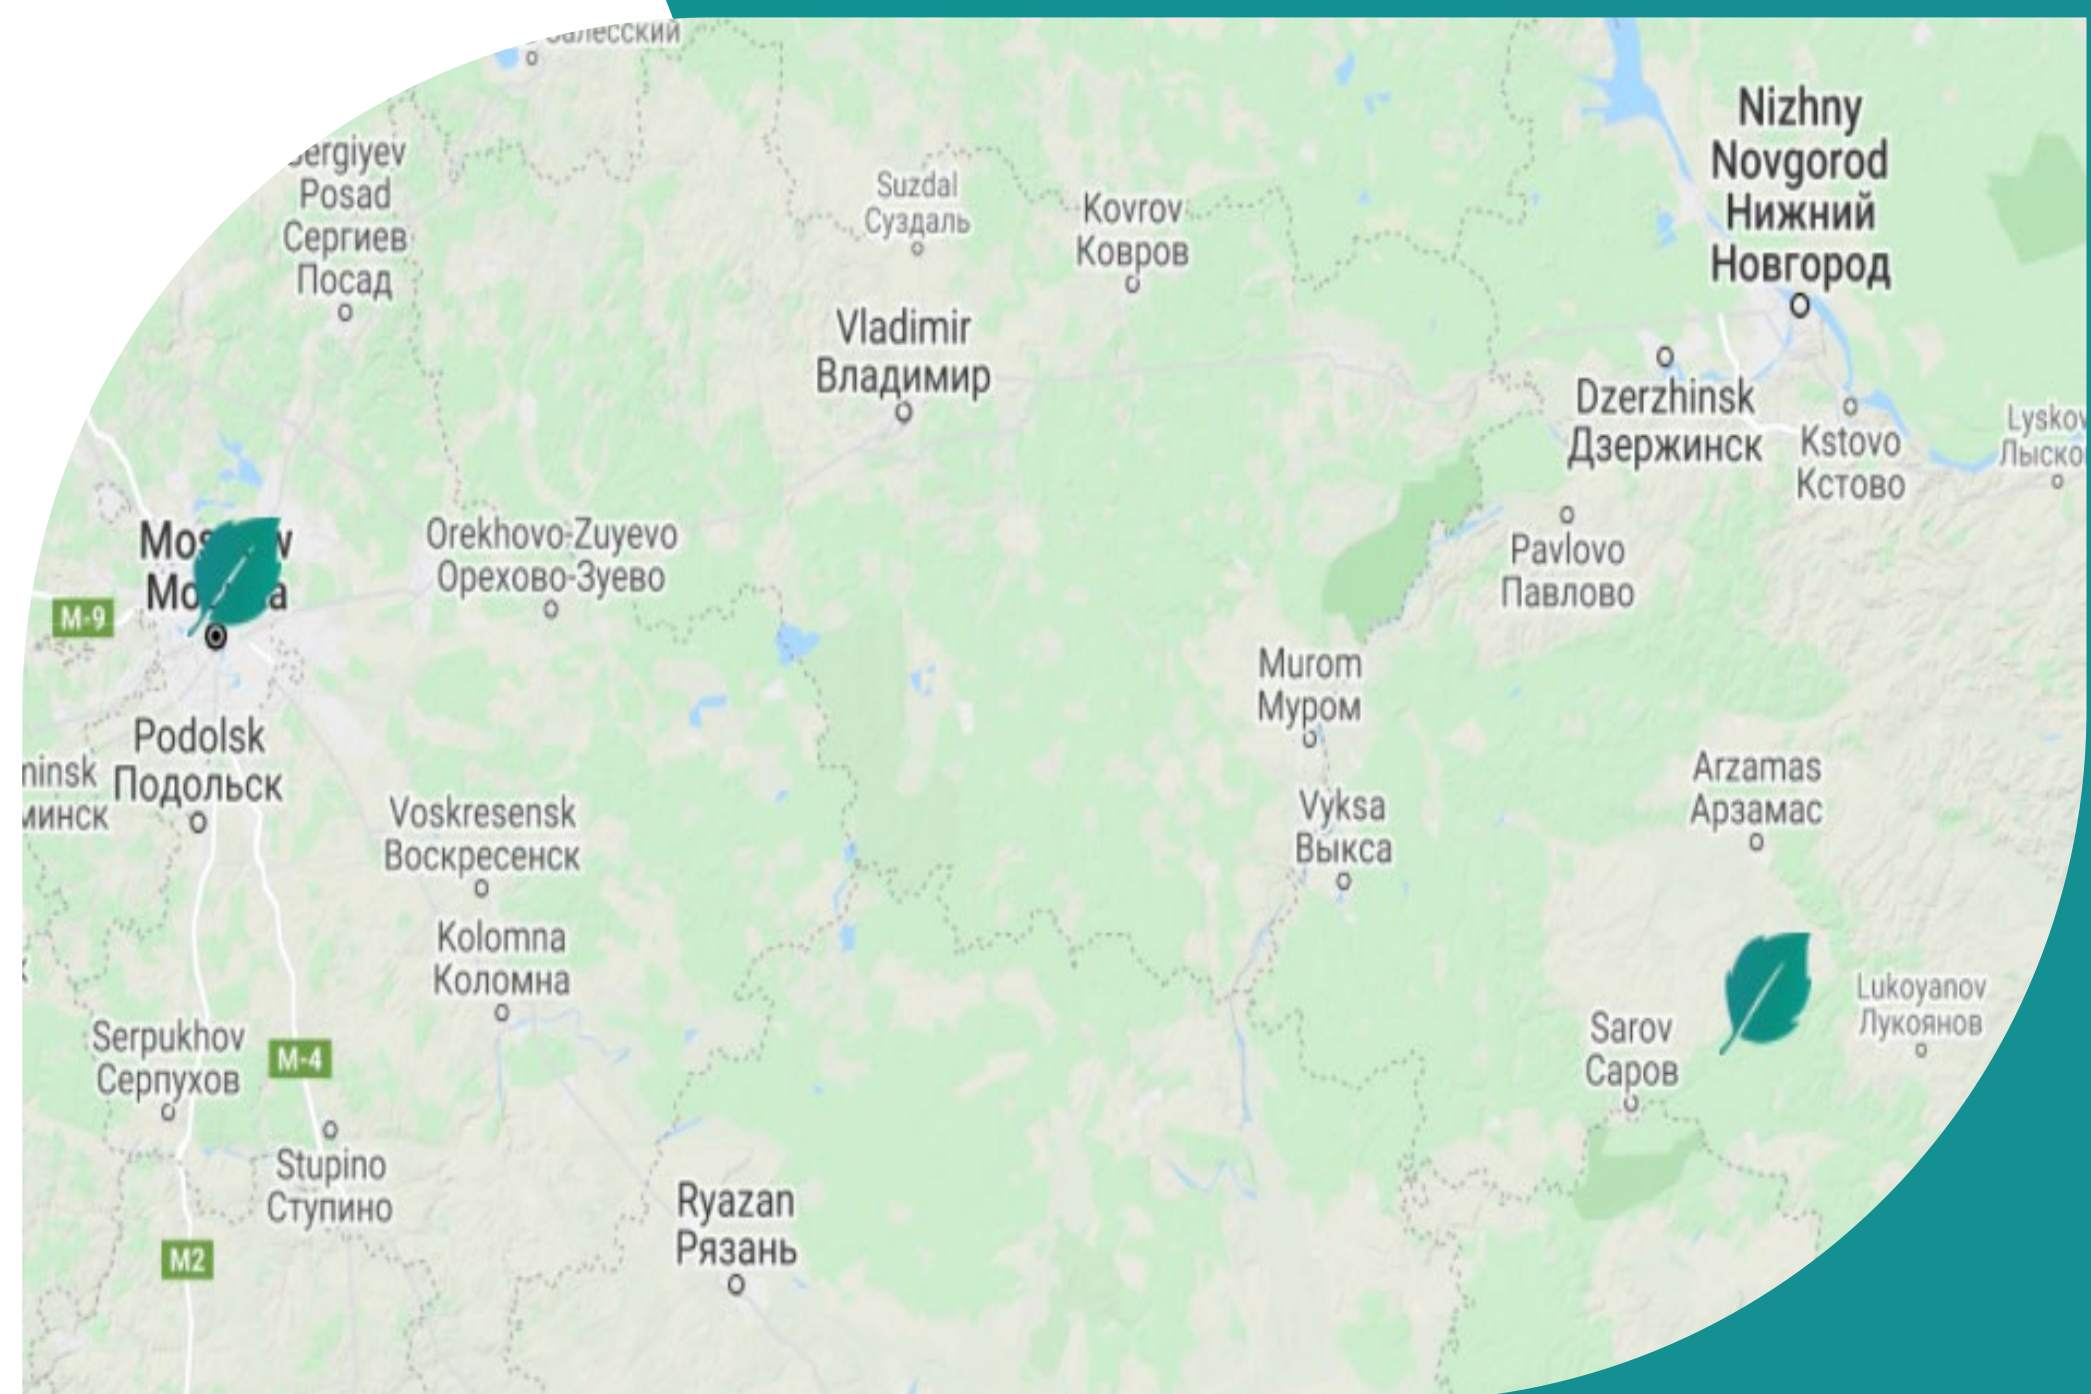 Posad
Сергиев
Посад
Suzdal
Суздаль
Kovrov
Ковров
Nizhny
Novgorod
Нижний
Новгород
Vladimir
Владимир
Dzerzhinsk
Дзержинск
Kstovo
Кстово
Orekhovo-Zuyevo
Орехово-Зуево
M-9
Pavlovo
Павлово
Murom
Муром
Podolsk
Подольск
Voskresensk
Воскресенск
Vyksa
Выкса
Arzamas
Арзамас
Kolomna
Коломна
Lukoyanov
Лукоянов
Sarov
Саров
Serpukhov
Серпухов
M-4
Stupino
Ступино
Ryazan
Рязань
M2